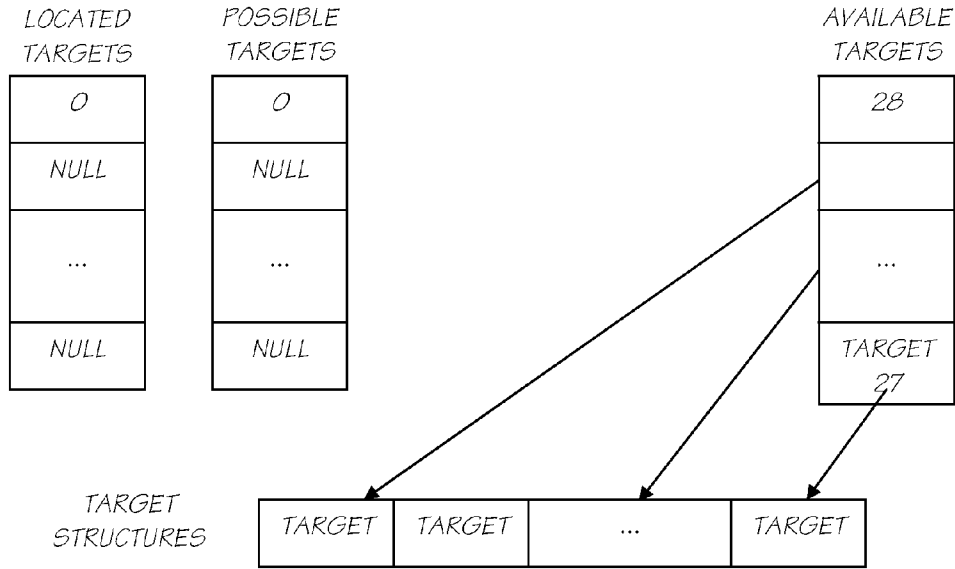 LOCATED
TARGETS
POSSIBLE
TARGETS
AVAILABLE
TARGETS
0
NULL
...
NULL
0
NULL
...
NULL
28
...
TARGET
27
TARGET
STRUCTURES
TARGET
TARGET
...
TARGET